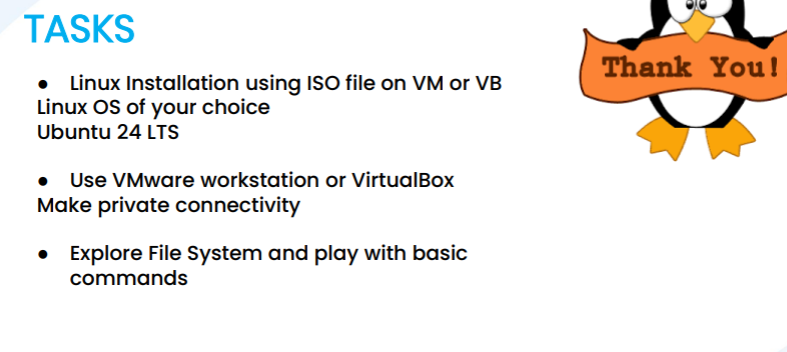 TASKS
Thank You!
● Linux Installation using ISO file on VM or VB
Linux OS of your choice
Ubuntu 24 LTS
● Use VMware workstation or VirtualBox
Make private connectivity
● Explore File System and play with basic
commands